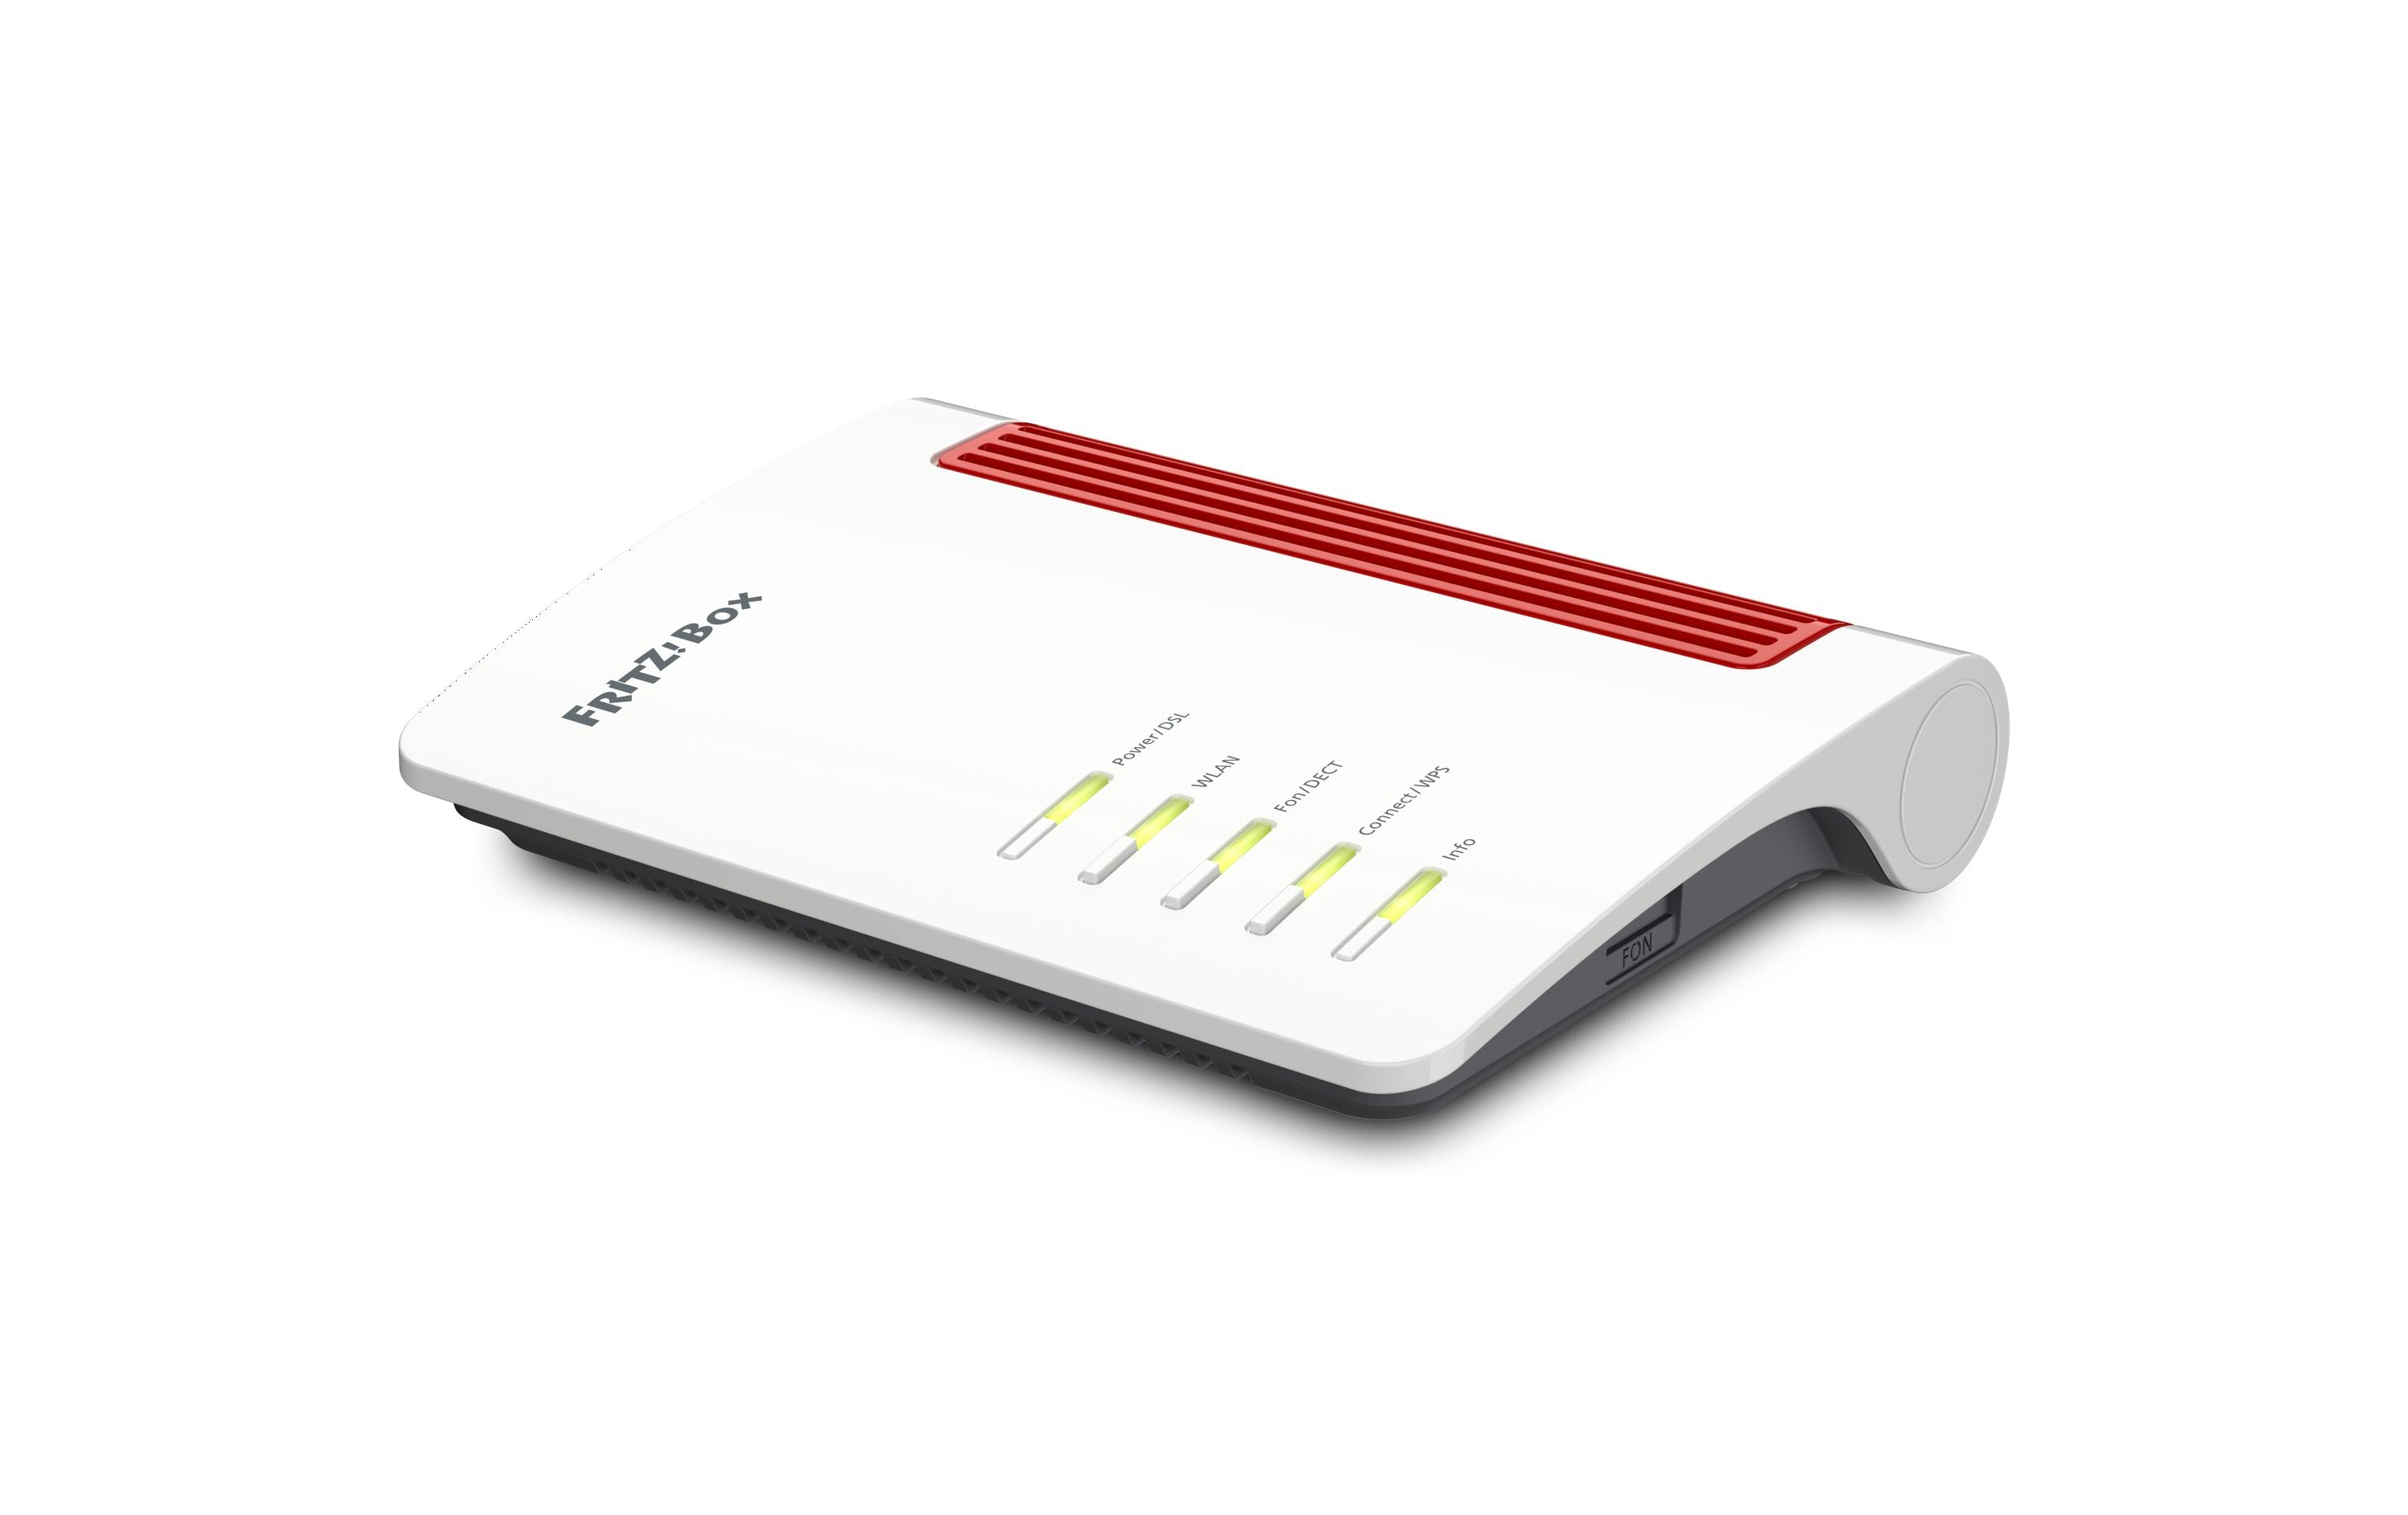 FRITZ!Box
Power/DSL
WLAN
Fon/DECT
Connect/WPS
Info
FON